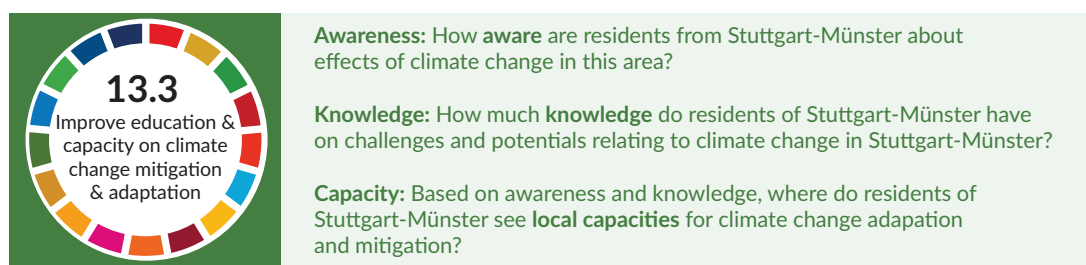 13.3
Improve education &
capacity on climate
change mitigation
& adaptation
Awareness: How aware are residents from Stuttgart-Münster about
effects of climate change in this area?
Knowledge: How much knowledge do residents of Stuttgart-Münster have
on challenges and potentials relating to climate change in Stuttgart-Münster?
Capacity: Based on awareness and knowledge, where do residents of
Stuttgart-Münster see local capacities for climate change adapation
and mitigation?